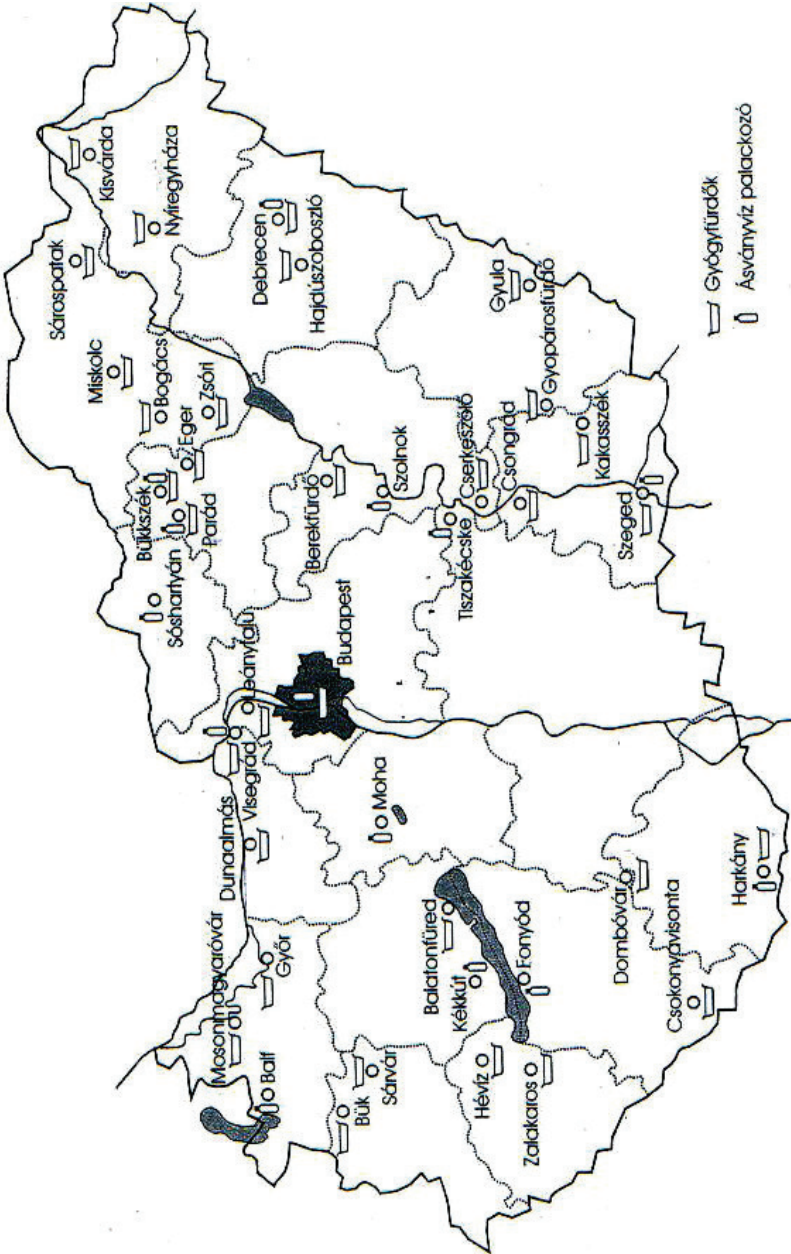 Kisvárda
Nyíregyháza
Sárospatak
Debrecen
Hajdúszoboszló
Miskolc
Bogács
Zsóri
Eger
Bükkszék
Parád
Sóshartyán
Gyula
Gyopárosfürdő
Kakasszék
Cserkeszőlő
Csongrád
Szolnok
Berekfürdő
Tiszakécske
Szeged
Leányfalu
Budapest
Visegrád
Dunaalmás
Moha
Mosonmagyaróvár
Győr
Balf
Bük
Sárvár
Balatonfüred
Kékkút
Fonyód
Hévíz
Zalakaros
Dombóvár
Harkány
Csokonyavisonta
Gyógyfürdők
Ásványvíz palackozó